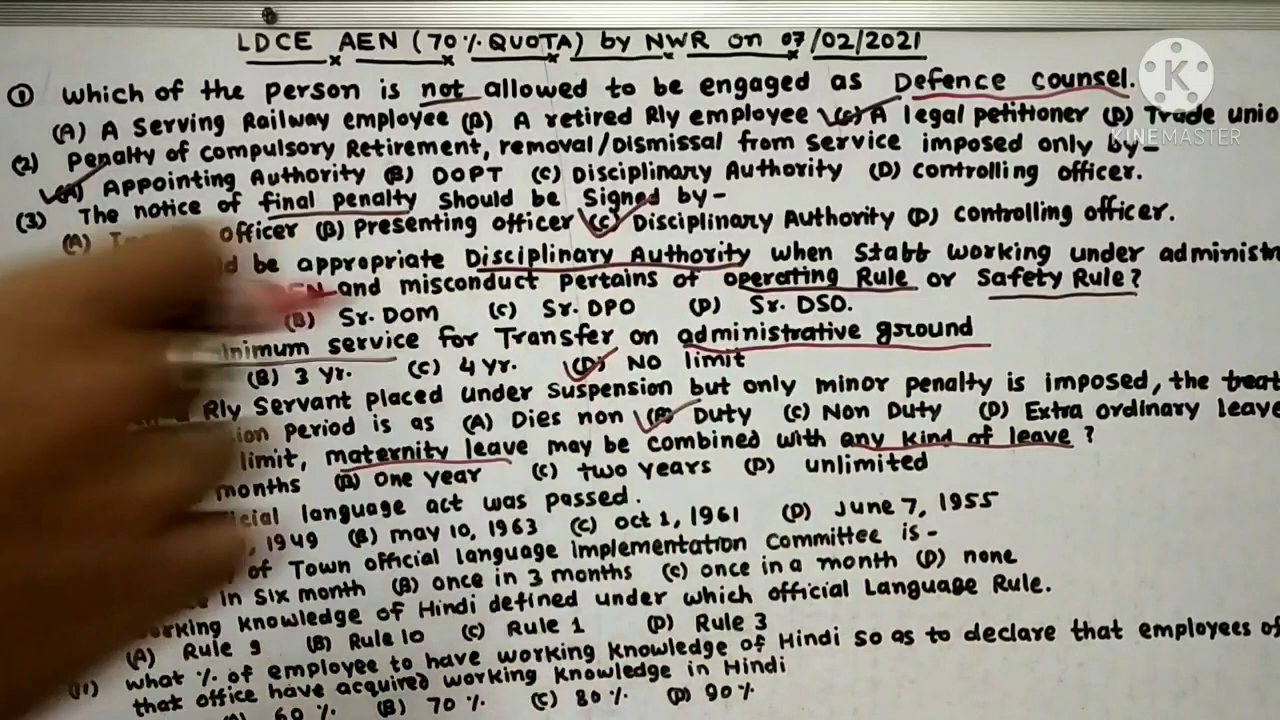 LDCE AEN (70% QUOTA) by NWR on 07/02/2021
① Which of the Person is not allowed to be engaged as Defence counsel.
(A) A Serving Railway employee (B) A retired Rly employee (C) A legal petitioner (D) Trade unio
(2) Penalty of compulsory Retirement, removal/Dismissal from service imposed only by-
(A) Appointing Authority (B) DOPT (C) Disciplinary Authority (D) controlling officer.
(3) The notice of final penalty should be Signed by-
(A) officer (B) Presenting officer (C) Disciplinary Authority (D) controlling officer.
be appropriate Disciplinary Authority when Staff working under administr
and misconduct pertains of operating Rule or Safety Rule?
(B) Sr. DOM (C) Sr. DPO (D) Sr. DSO.
inimum service for Transfer on administrative ground
(B) 3 Yr. (C) 4 Yr. (D) No limit
Rly Servant placed under suspension but only minor penalty is imposed, the treat
ion period is as (A) Dies non (B) Duty (C) Non Duty (D) Extra ordinary leave
limit, maternity leave may be combined with any kind of leave ?
months (B) One year (C) two years (D) unlimited
icial language act was passed.
, 1949 (B) may 10, 1963 (C) oct 1, 1961 (D) June 7, 1955
of Town official language Implementation Committee is -
in Six month (B) once in 3 months (C) once in a month (D) none
orking knowledge of Hindi defined under which official Language Rule.
(A) Rule 9 (B) Rule 10 (C) Rule 1 (D) Rule 3
(11) what % of employee to have working knowledge of Hindi so as to declare that employees of
that office have acquired working knowledge in Hindi
(A) 60 % (B) 70 % (C) 80 % (D) 90 %
K
KINEMASTER